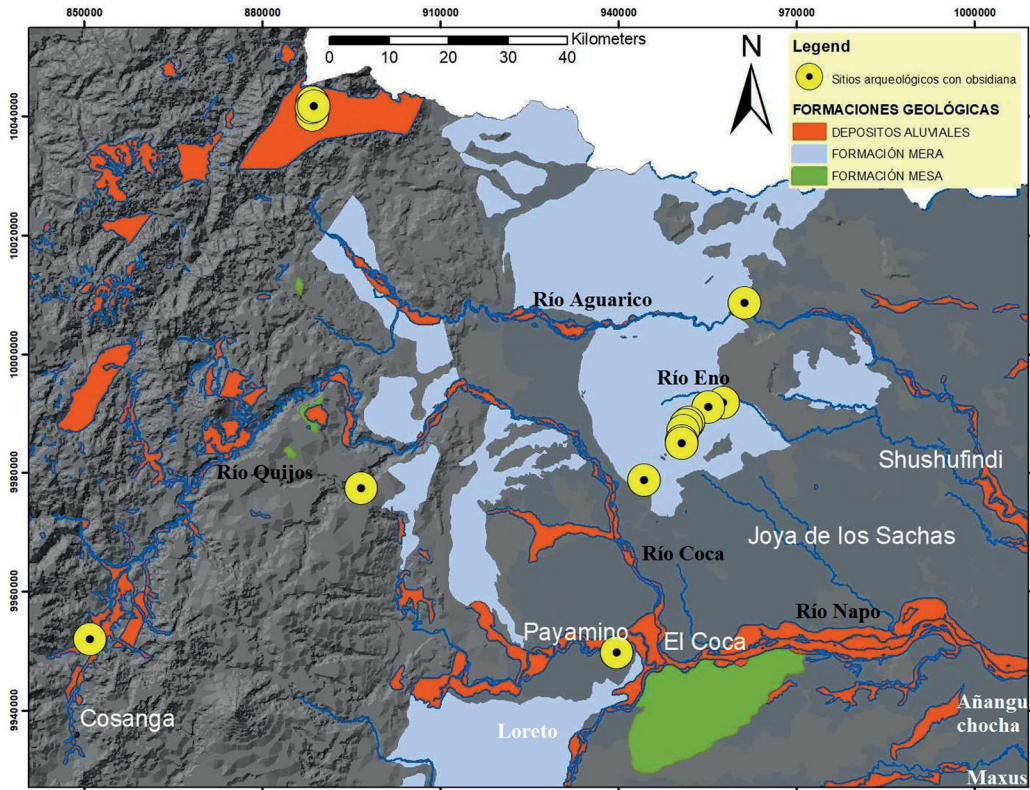 850000 880000 910000 940000 970000 1000000
Kilometers
0 10 20 30 40
N
Legend
Sitios arqueológicos con obsidiana
FORMACIONES GEOLÓGICAS
DEPOSITOS ALUVIALES
FORMACIÓN MERA
FORMACIÓN MESA
10040000
10020000
10000000
9980000
9960000
9940000
Río Aguarico
Río Eno
Río Quijos
Shushufindi
Joya de los Sachas
Río Coca
Río Napo
Payamino
El Coca
Cosanga
Loreto
Añangu
chocha
Maxus